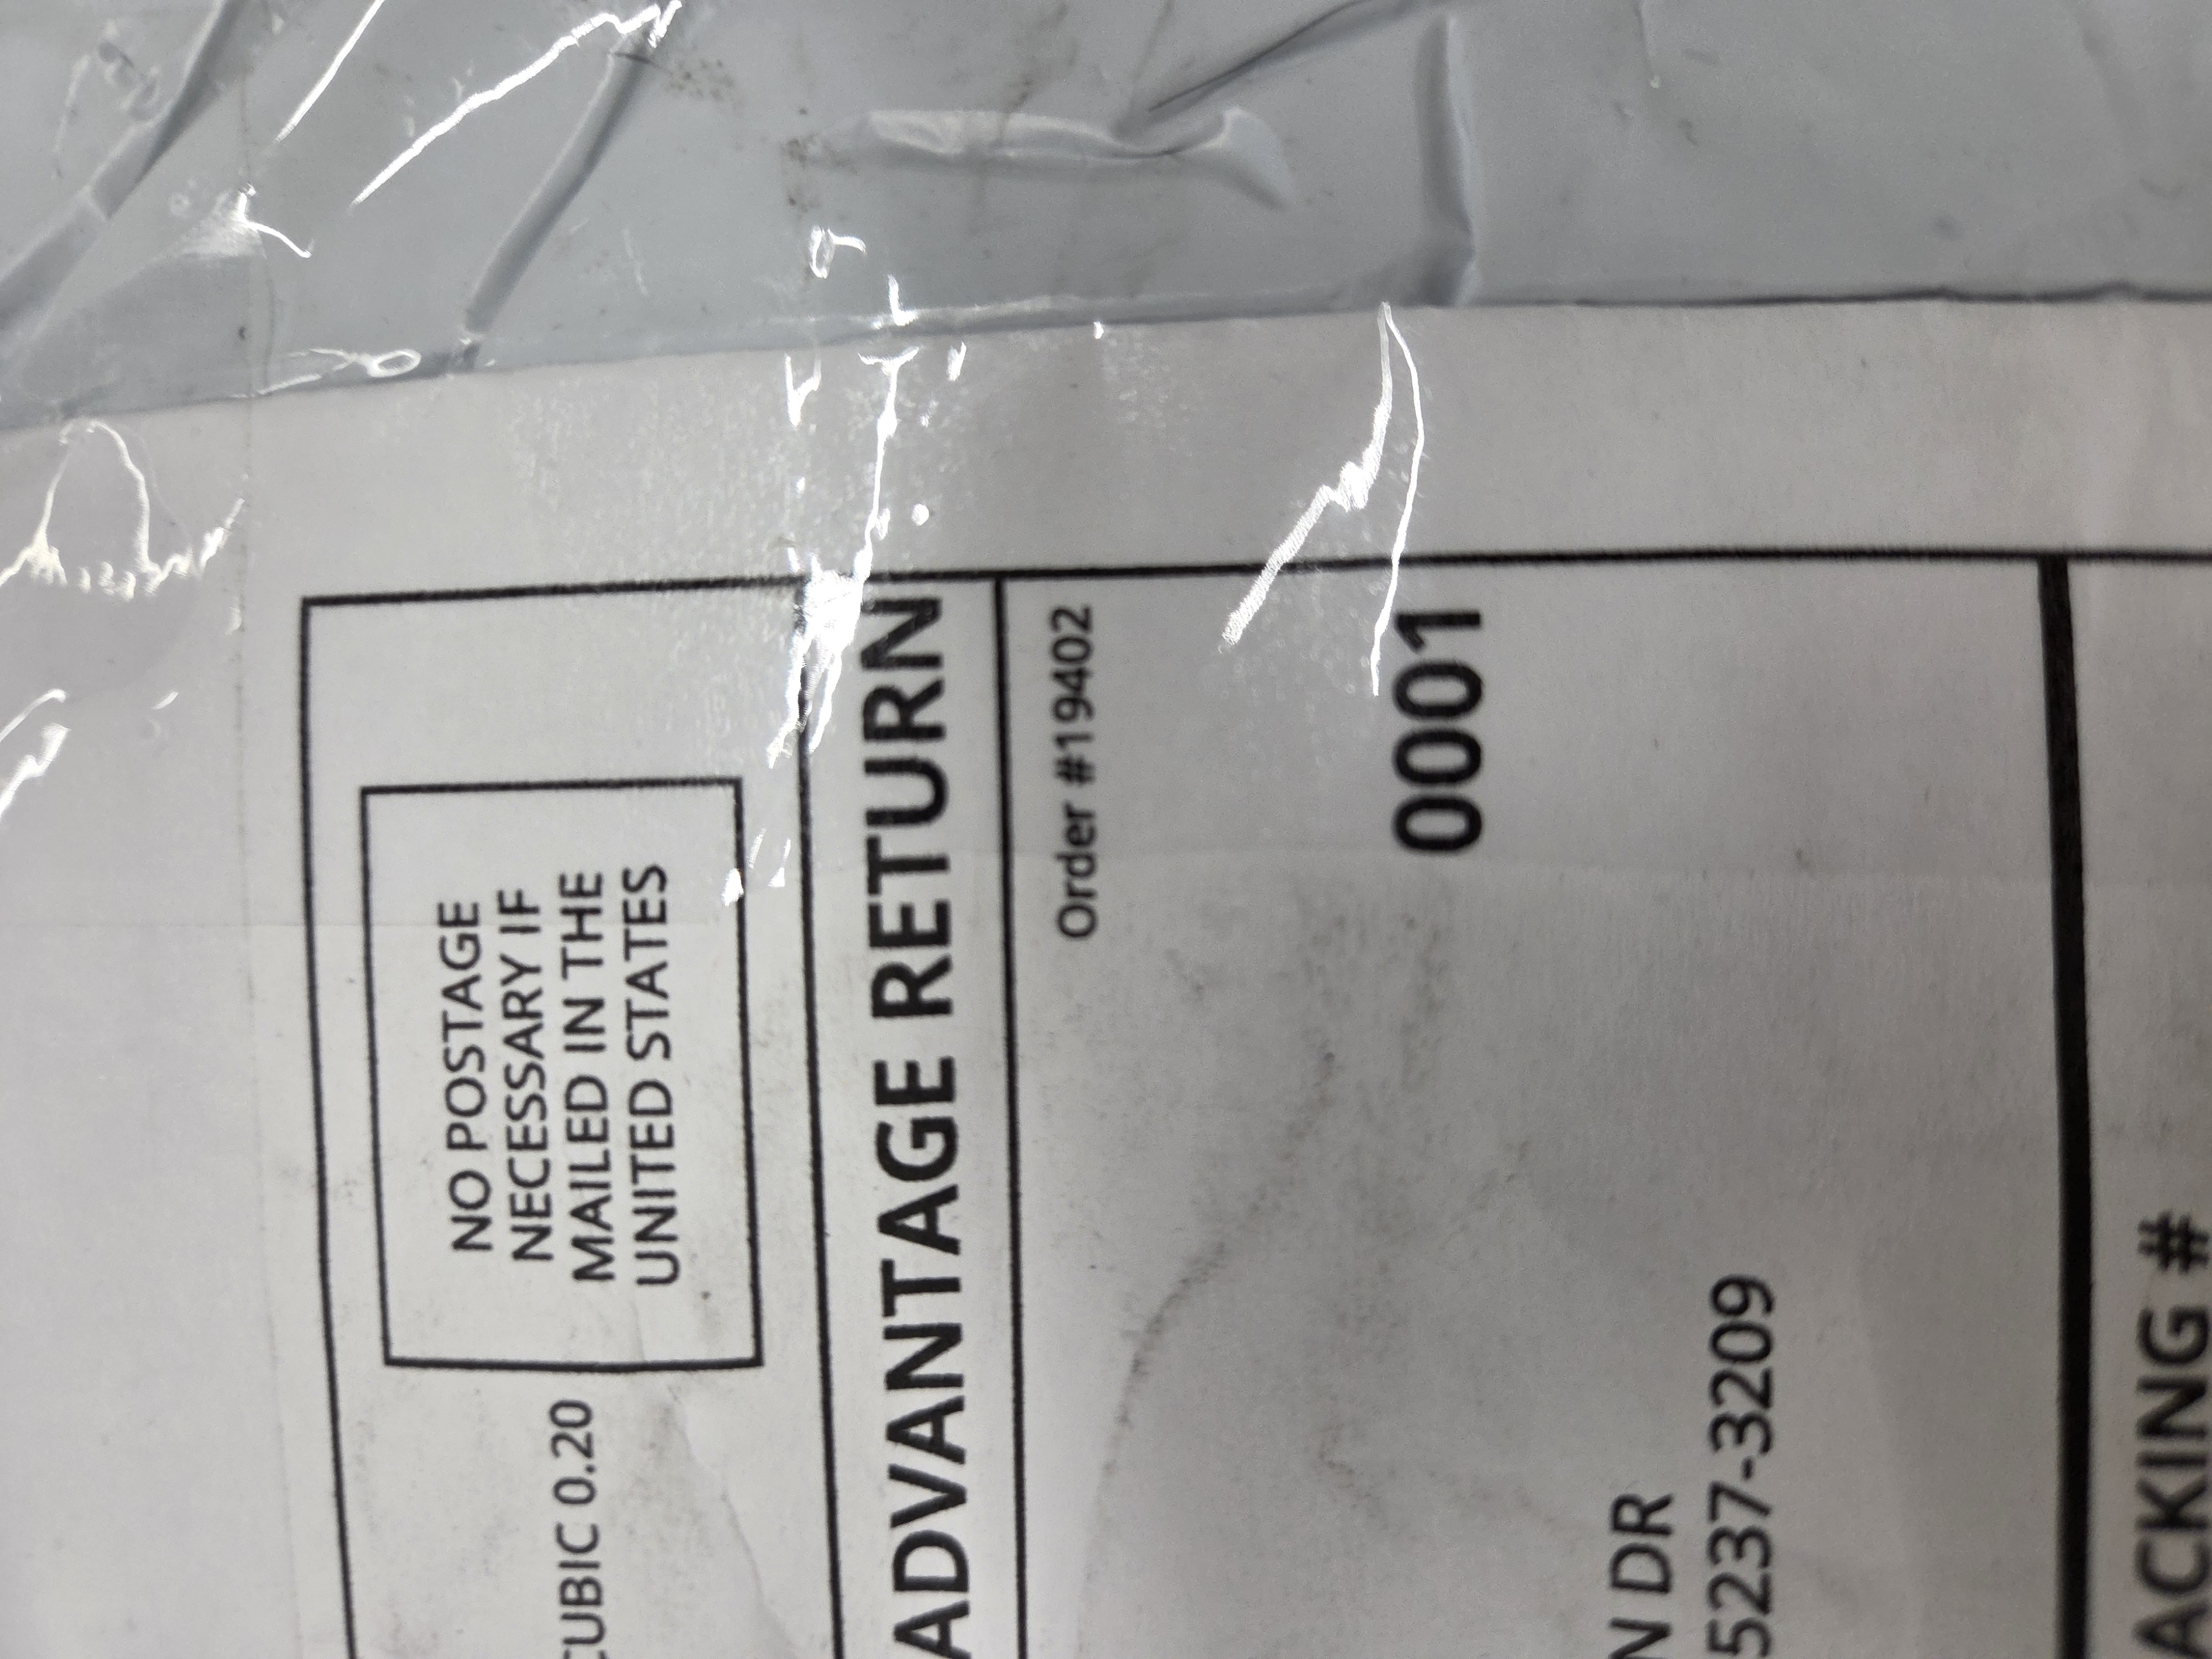 NO POSTAGE
NECESSARY IF
MAILED IN THE
UNITED STATES
CUBIC 0.20
ADVANTAGE RETURN
Order #19402
0001
N DR
5237-3209
ACKING #